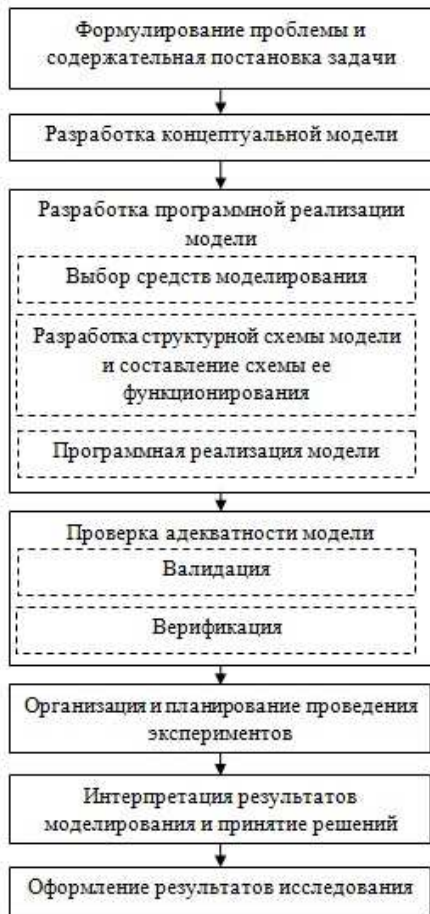 Формулирование проблемы и
содержательная постановка задачи
Разработка концептуальной модели
Разработка программной реализации
модели
Выбор средств моделирования
Разработка структурной схемы модели
и составление схемы ее
функционирования
Программная реализация модели
Проверка адекватности модели
Валидация
Верификация
Организация и планирование проведения
экспериментов
Интерпретация результатов
моделирования и принятие решений
Оформление результатов исследования